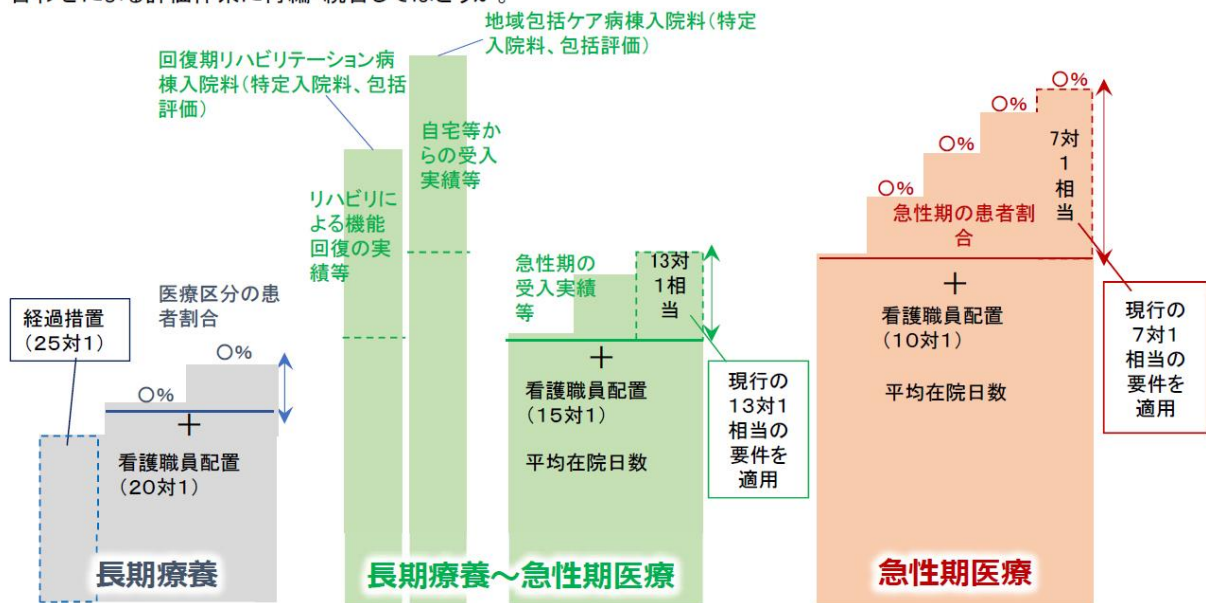 地域包括ケア病棟入院料(特定
入院料、包括評価)
回復期リハビリテーション病
棟入院料(特定入院料、包括
評価)
自宅等か
らの受入
実績等
リハビリに
よる機能
回復の実
績等
医療区分の患
者割合
経過措置
(25対1)
〇%
〇%
+
看護職員配置
(20対1)
長期療養
急性期の
受入実績
等
13対
1相
当
+
看護職員配置
(15対1)
平均在院日数
現行の
13対1
相当の
要件を
適用
長期療養～急性期医療
〇%
〇%
〇%
〇%
7対
1
相
当
急性期の患者割
合
+
看護職員配置
(10対1)
平均在院日数
現行の
7対1
相当の
要件を
適用
急性期医療